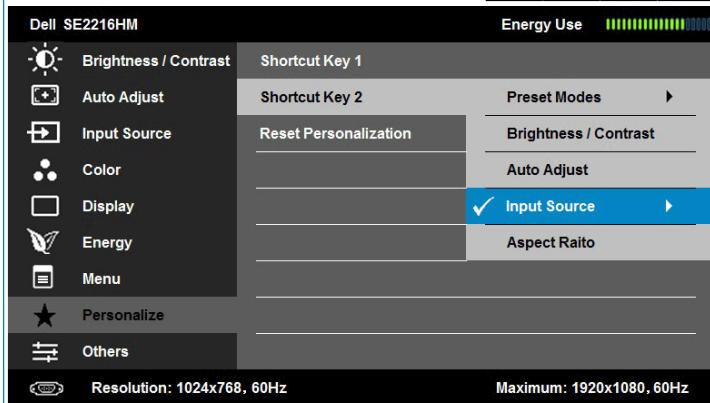 Dell SE2216HM Energy Use
Brightness / Contrast Shortcut Key 1
Auto Adjust Shortcut Key 2 Preset Modes
Input Source Reset Personalization Brightness / Contrast
Color Auto Adjust
Display Input Source
Energy Aspect Raito
Menu
Personalize
Others
Resolution: 1024x768, 60Hz Maximum: 1920x1080, 60Hz